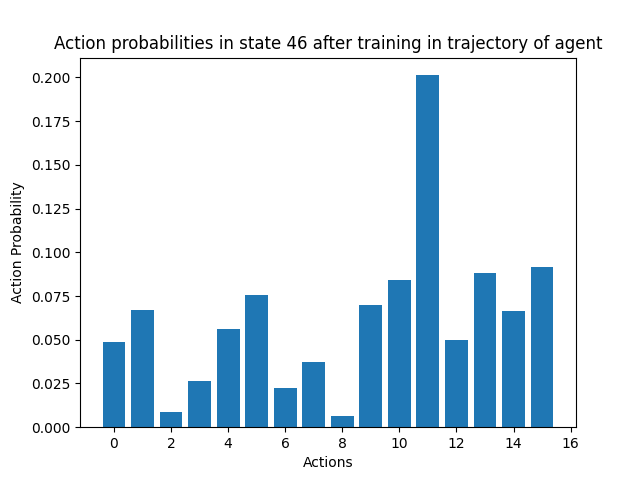 Action probabilities in state 46 after training in trajectory of agent
0.200
0.175
0.150
0.125
0.100
0.075
0.050
0.025
0.000
Action Probability
0 2 4 6 8 10 12 14 16
Actions